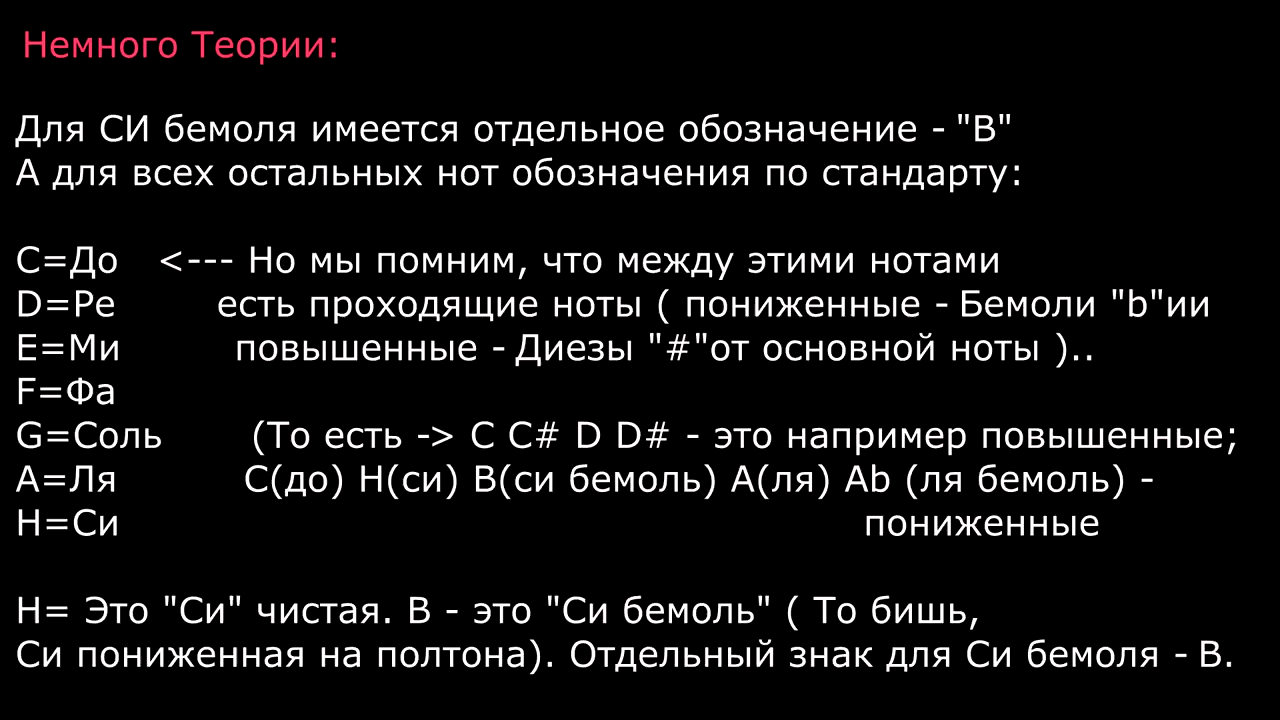 Немного Теории:
Для СИ бемоля имеется отдельное обозначение - "B"
А для всех остальных нот обозначения по стандарту:
C=До <--- Но мы помним, что между этими нотами
D=Ре есть проходящие ноты ( пониженные - Бемоли "b"ии
E=Ми повышенные - Диезы "#"от основной ноты )..
F=Фа
G=Соль (То есть -> C C# D D# - это например повышенные;
A=Ля C(до) H(си) B(си бемоль) A(ля) Ab (ля бемоль) -
H=Си пониженные
H= Это "Си" чистая. B - это "Си бемоль" ( То бишь,
Си пониженная на полтона). Отдельный знак для Си бемоля - B.